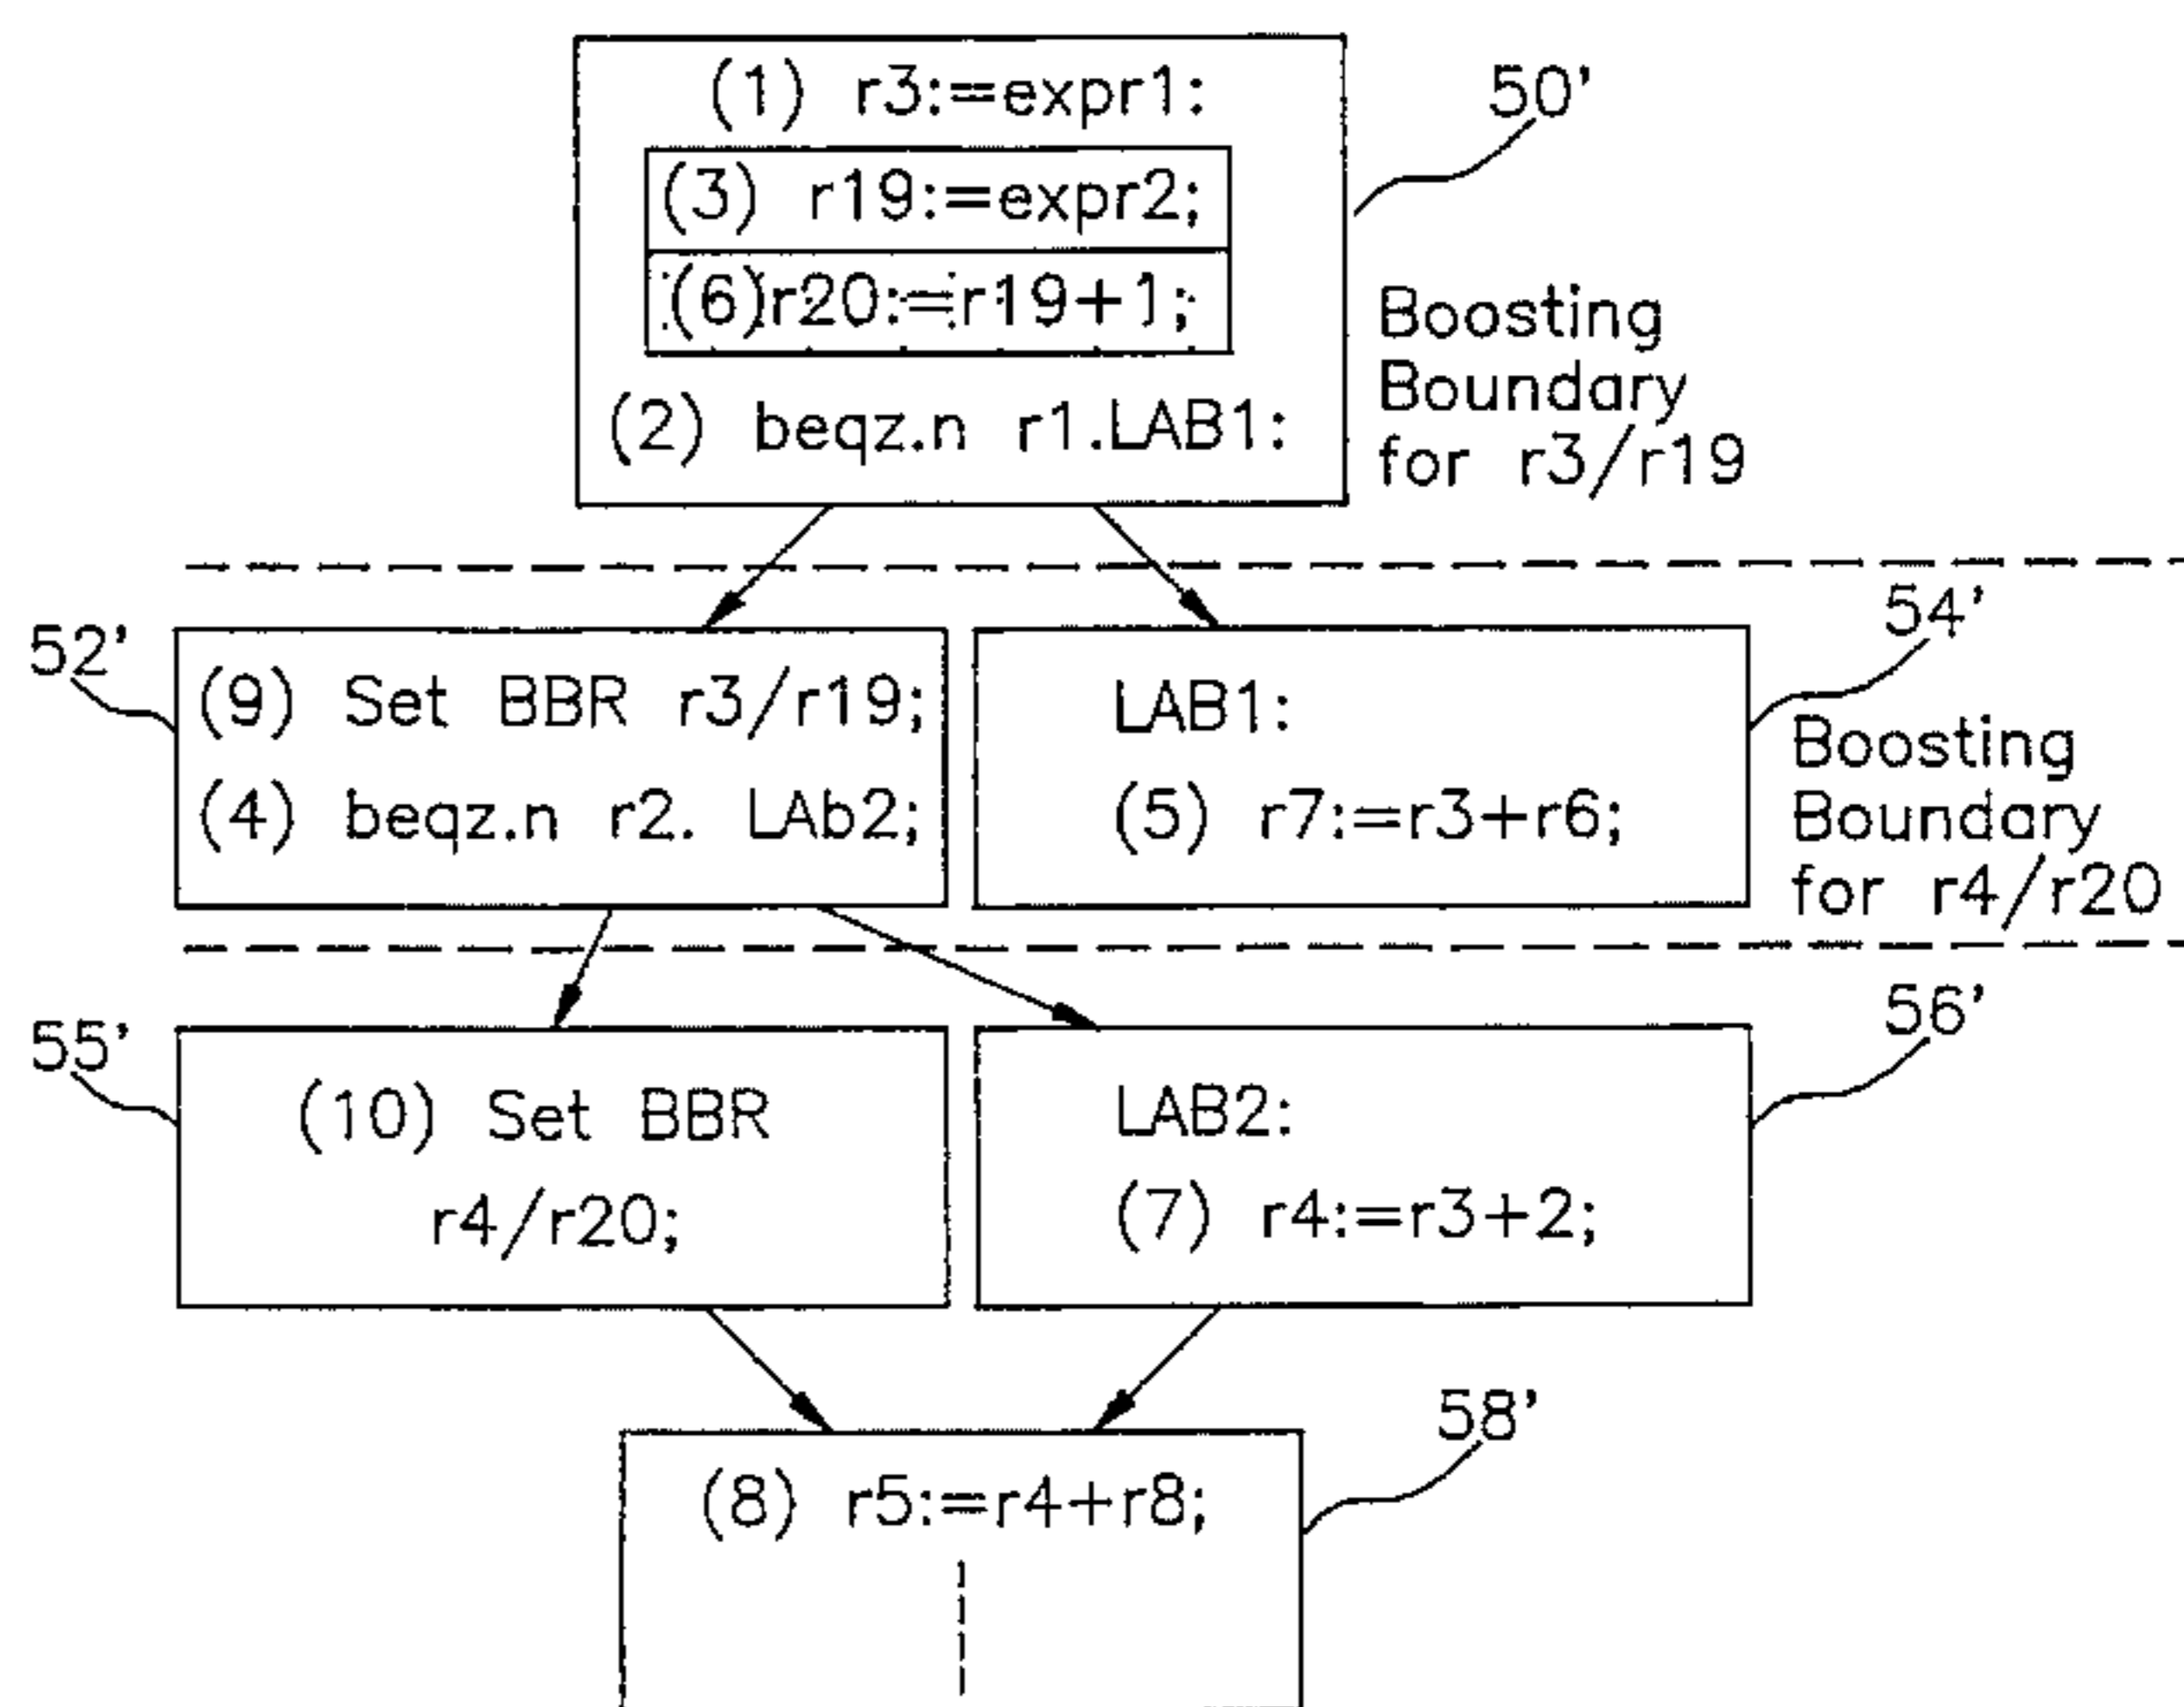 (1) r3:=expr1:
50'
(3) r19:=expr2;
(6)r20:=r19+1;
(2) beqz.n r1.LAB1:
Boosting
Boundary
for r3/r19
52'
(9) Set BBR r3/r19;
(4) beqz.n r2. LAb2;
54'
LAB1:
(5) r7:=r3+r6;
Boosting
Boundary
for r4/r20
55'
(10) Set BBR
r4/r20;
56'
LAB2:
(7) r4:=r3+2;
58'
(8) r5:=r4+r8;